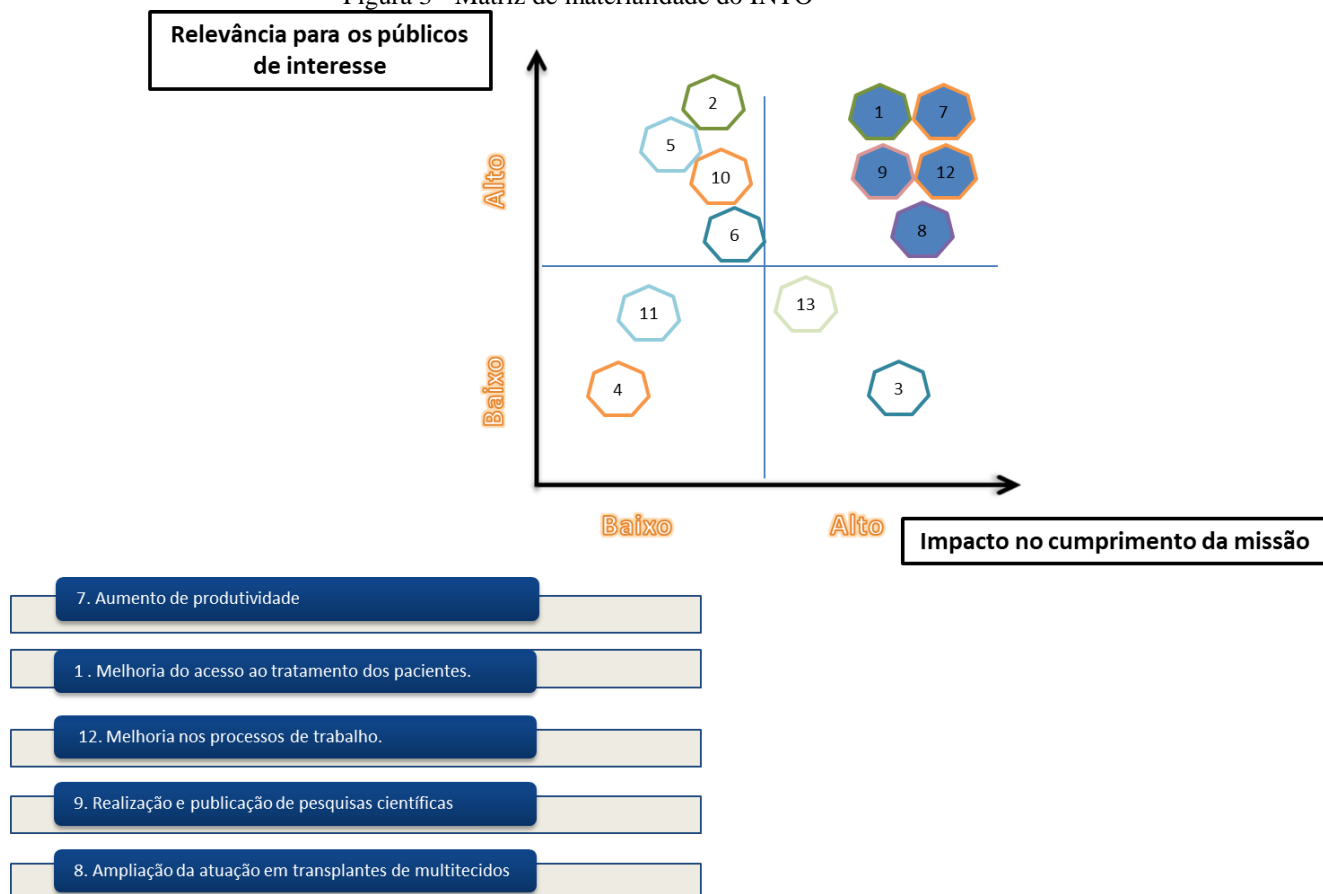 Figura 3 - Matriz de materialidade do INTO
Relevância para os públicos
de interesse
2
1
7
5
9
12
10
Alto
6
8
11
13
Baixo
4
3
Baixo
Alto
Impacto no cumprimento da missão
7. Aumento de produtividade
1 . Melhoria do acesso ao tratamento dos pacientes.
12. Melhoria nos processos de trabalho.
9. Realização e publicação de pesquisas científicas
8. Ampliação da atuação em transplantes de multitecidos